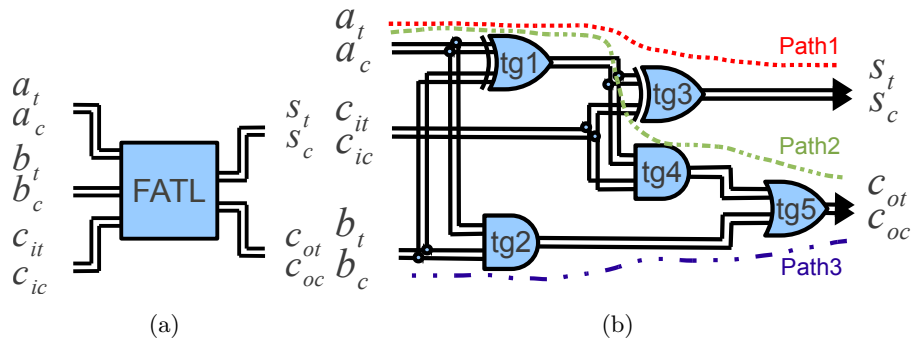 a_t
a_c
b_t
b_c
c_it
c_ic
FATL
s_t
s_c
c_ot
c_oc
(a)
a_t
a_c
c_it
c_ic
b_t
b_c
tg1
tg2
tg3
tg4
tg5
Path1
Path2
Path3
s_t
s_c
c_ot
c_oc
(b)